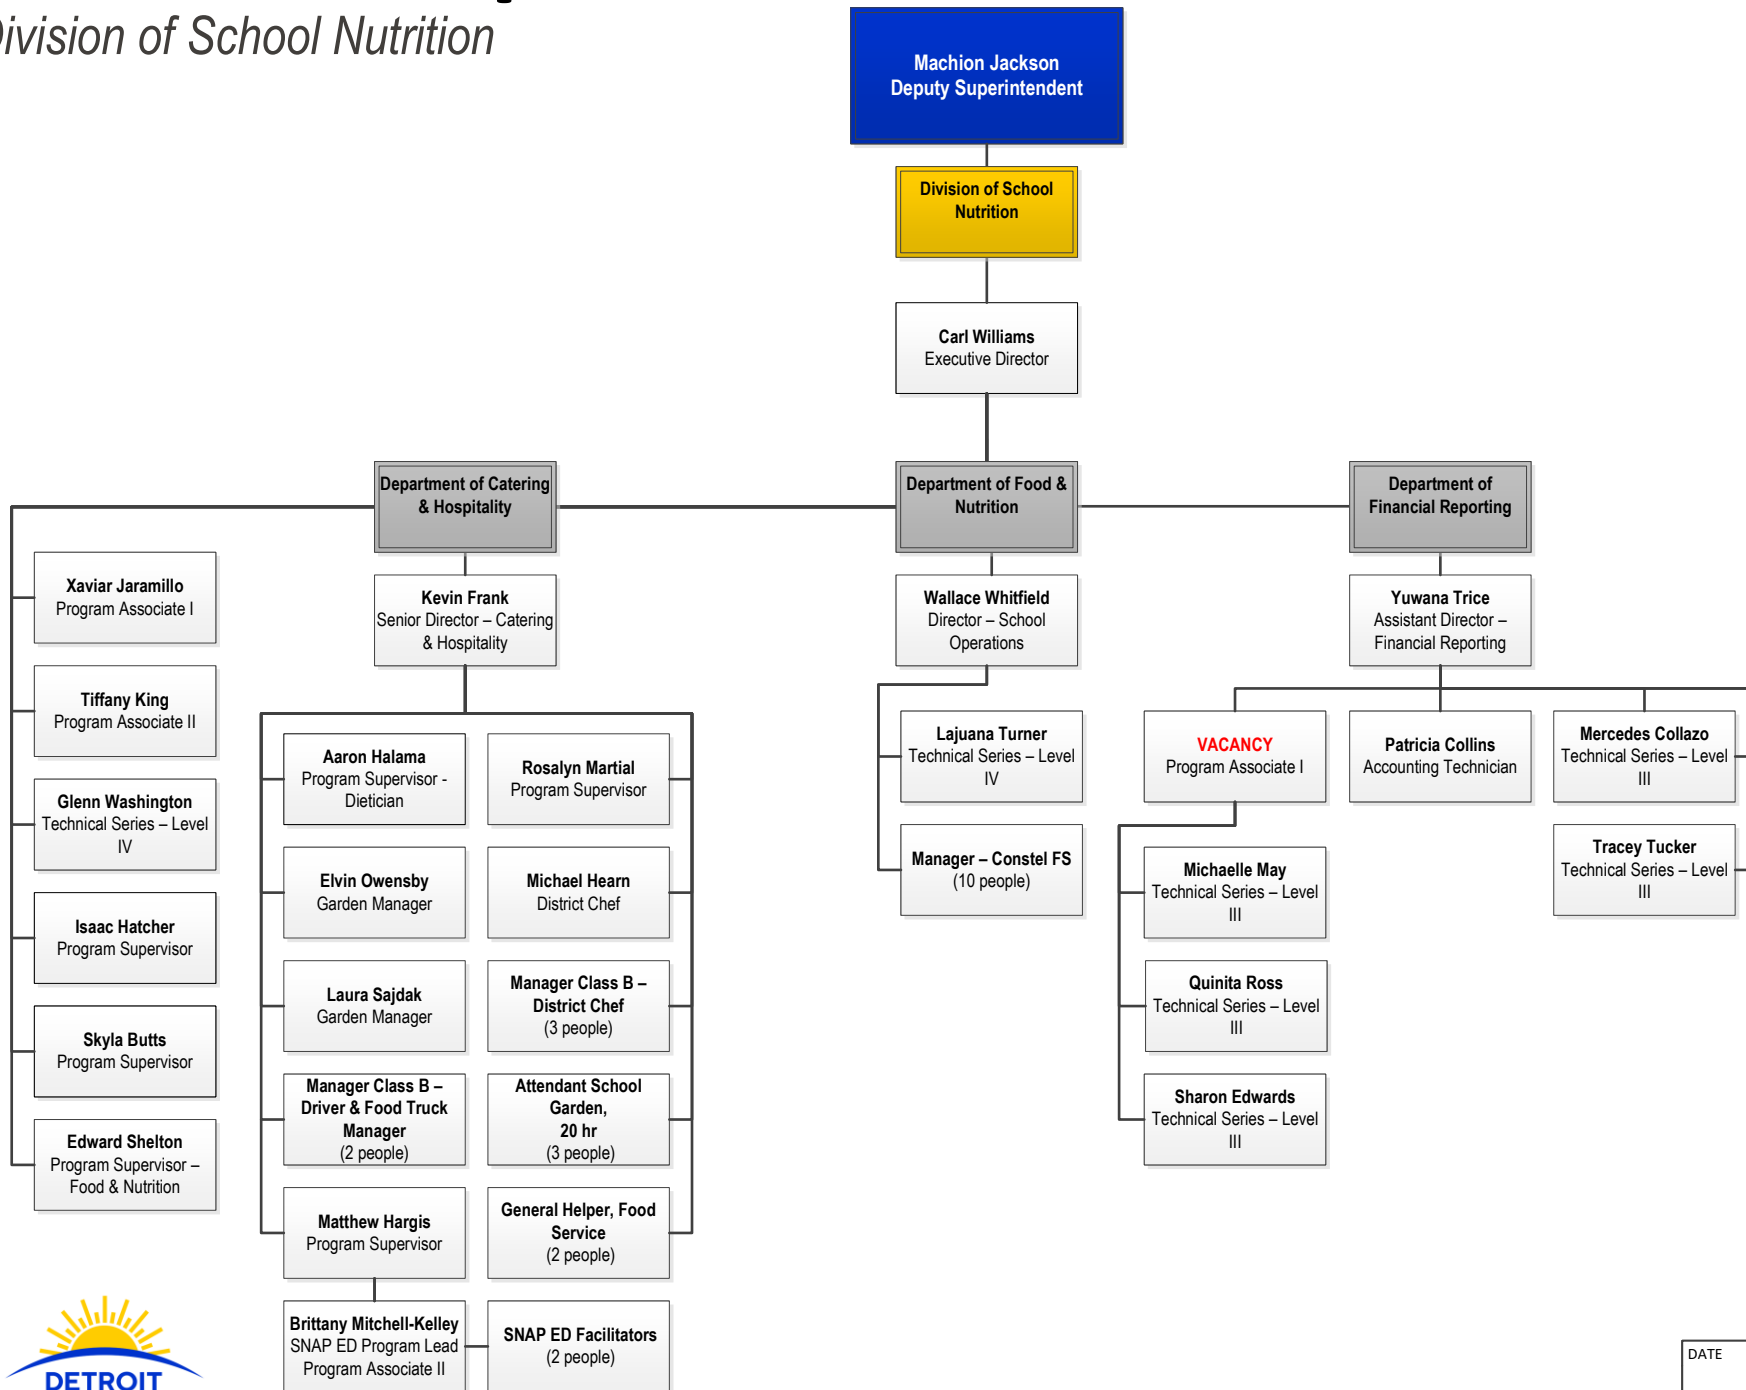 Division of School Nutrition
Machion Jackson
Deputy Superintendent
Division of School
Nutrition
Carl Williams
Executive Director
Department of Catering
& Hospitality
Department of Food &
Nutrition
Department of
Financial Reporting
Xaviar Jaramillo
Program Associate I
Tiffany King
Program Associate II
Glenn Washington
Technical Series – Level
IV
Isaac Hatcher
Program Supervisor
Skyla Butts
Program Supervisor
Edward Shelton
Program Supervisor –
Food & Nutrition
Kevin Frank
Senior Director – Catering
& Hospitality
Aaron Halama
Program Supervisor -
Dietician
Rosalyn Martial
Program Supervisor
Elvin Owensby
Garden Manager
Michael Hearn
District Chef
Laura Sajdak
Garden Manager
Manager Class B –
District Chef
(3 people)
Manager Class B –
Driver & Food Truck
Manager
(2 people)
Attendant School
Garden,
20 hr
(3 people)
Matthew Hargis
Program Supervisor
General Helper, Food
Service
(2 people)
Brittany Mitchell-Kelley
SNAP ED Program Lead
Program Associate II
SNAP ED Facilitators
(2 people)
Wallace Whitfield
Director – School
Operations
Lajuana Turner
Technical Series – Level
IV
Manager – Constel FS
(10 people)
Yuwana Trice
Assistant Director –
Financial Reporting
VACANCY
Program Associate I
Patricia Collins
Accounting Technician
Mercedes Collazo
Technical Series – Level
III
Michaelle May
Technical Series – Level
III
Tracey Tucker
Technical Series – Level
III
Quinita Ross
Technical Series – Level
III
Sharon Edwards
Technical Series – Level
III
DETROIT
DATE